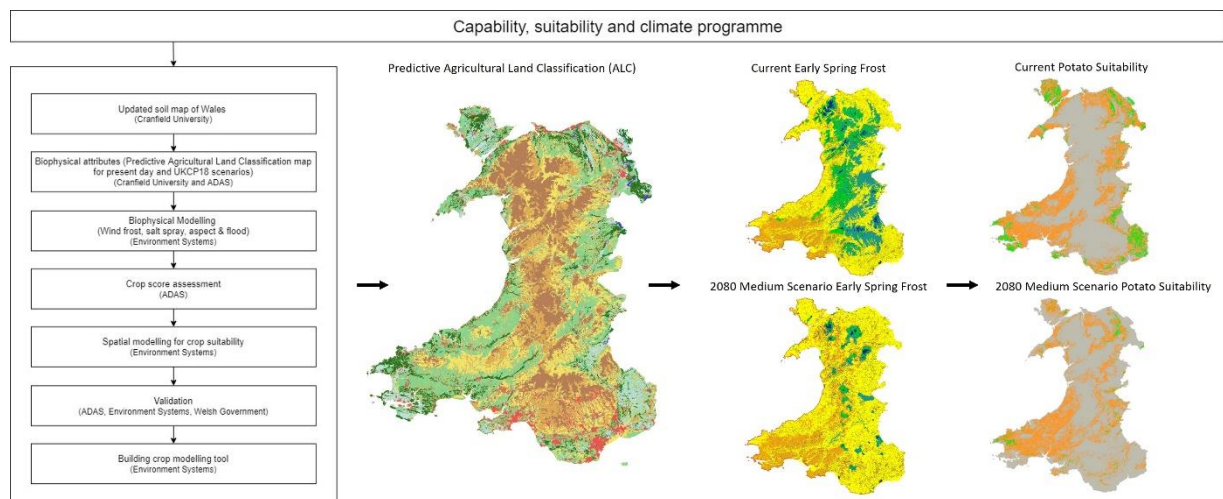 Capability, suitability and climate programme
Updated soil map of Wales
(Cranfield University)
Biophysical attributes (Predictive Agricultural Land Classification map
for present day and UKCP18 scenarios)
(Cranfield University and ADAS)
Biophysical Modelling
(Wind frost, salt spray, aspect & flood)
(Environment Systems)
Crop score assessment
(ADAS)
Spatial modelling for crop suitability
(Environment Systems)
Validation
(ADAS, Environment Systems, Welsh Government)
Building crop modelling tool
(Environment Systems)
Predictive Agricultural Land Classification (ALC)
Current Early Spring Frost
2080 Medium Scenario Early Spring Frost
Current Potato Suitability
2080 Medium Scenario Potato Suitability